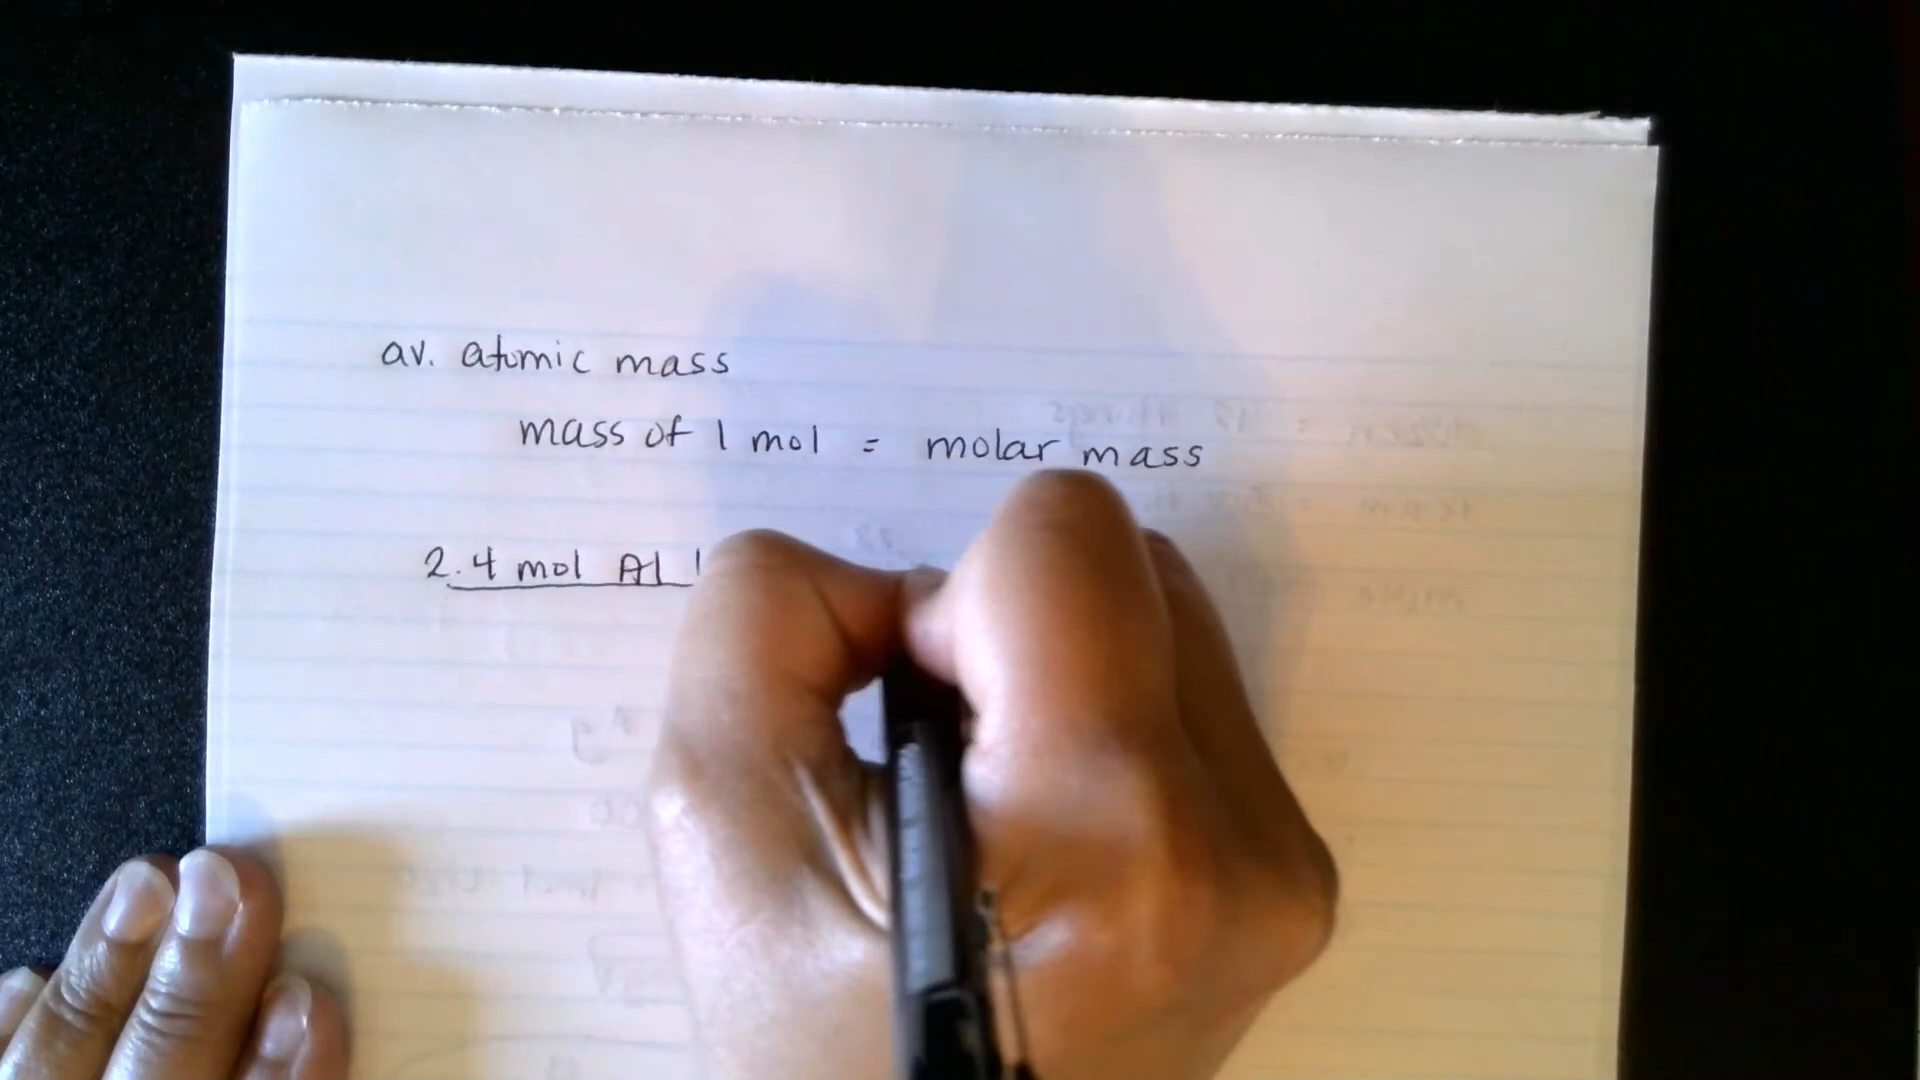 av. atomic mass
mass of 1 mol = molar mass
2.4 mol Al